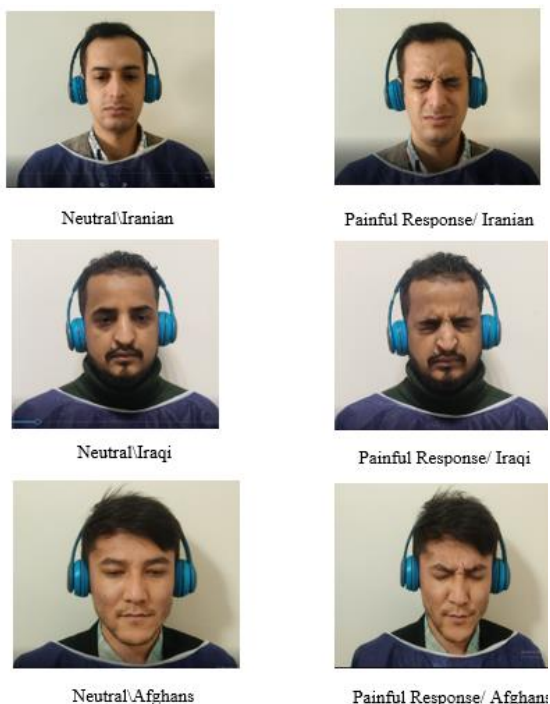 Neutral\Iranian
Painful Response/ Iranian
Neutral\Iraqi
Painful Response/ Iraqi
Neutral\Afghans
Painful Response/ Afghans